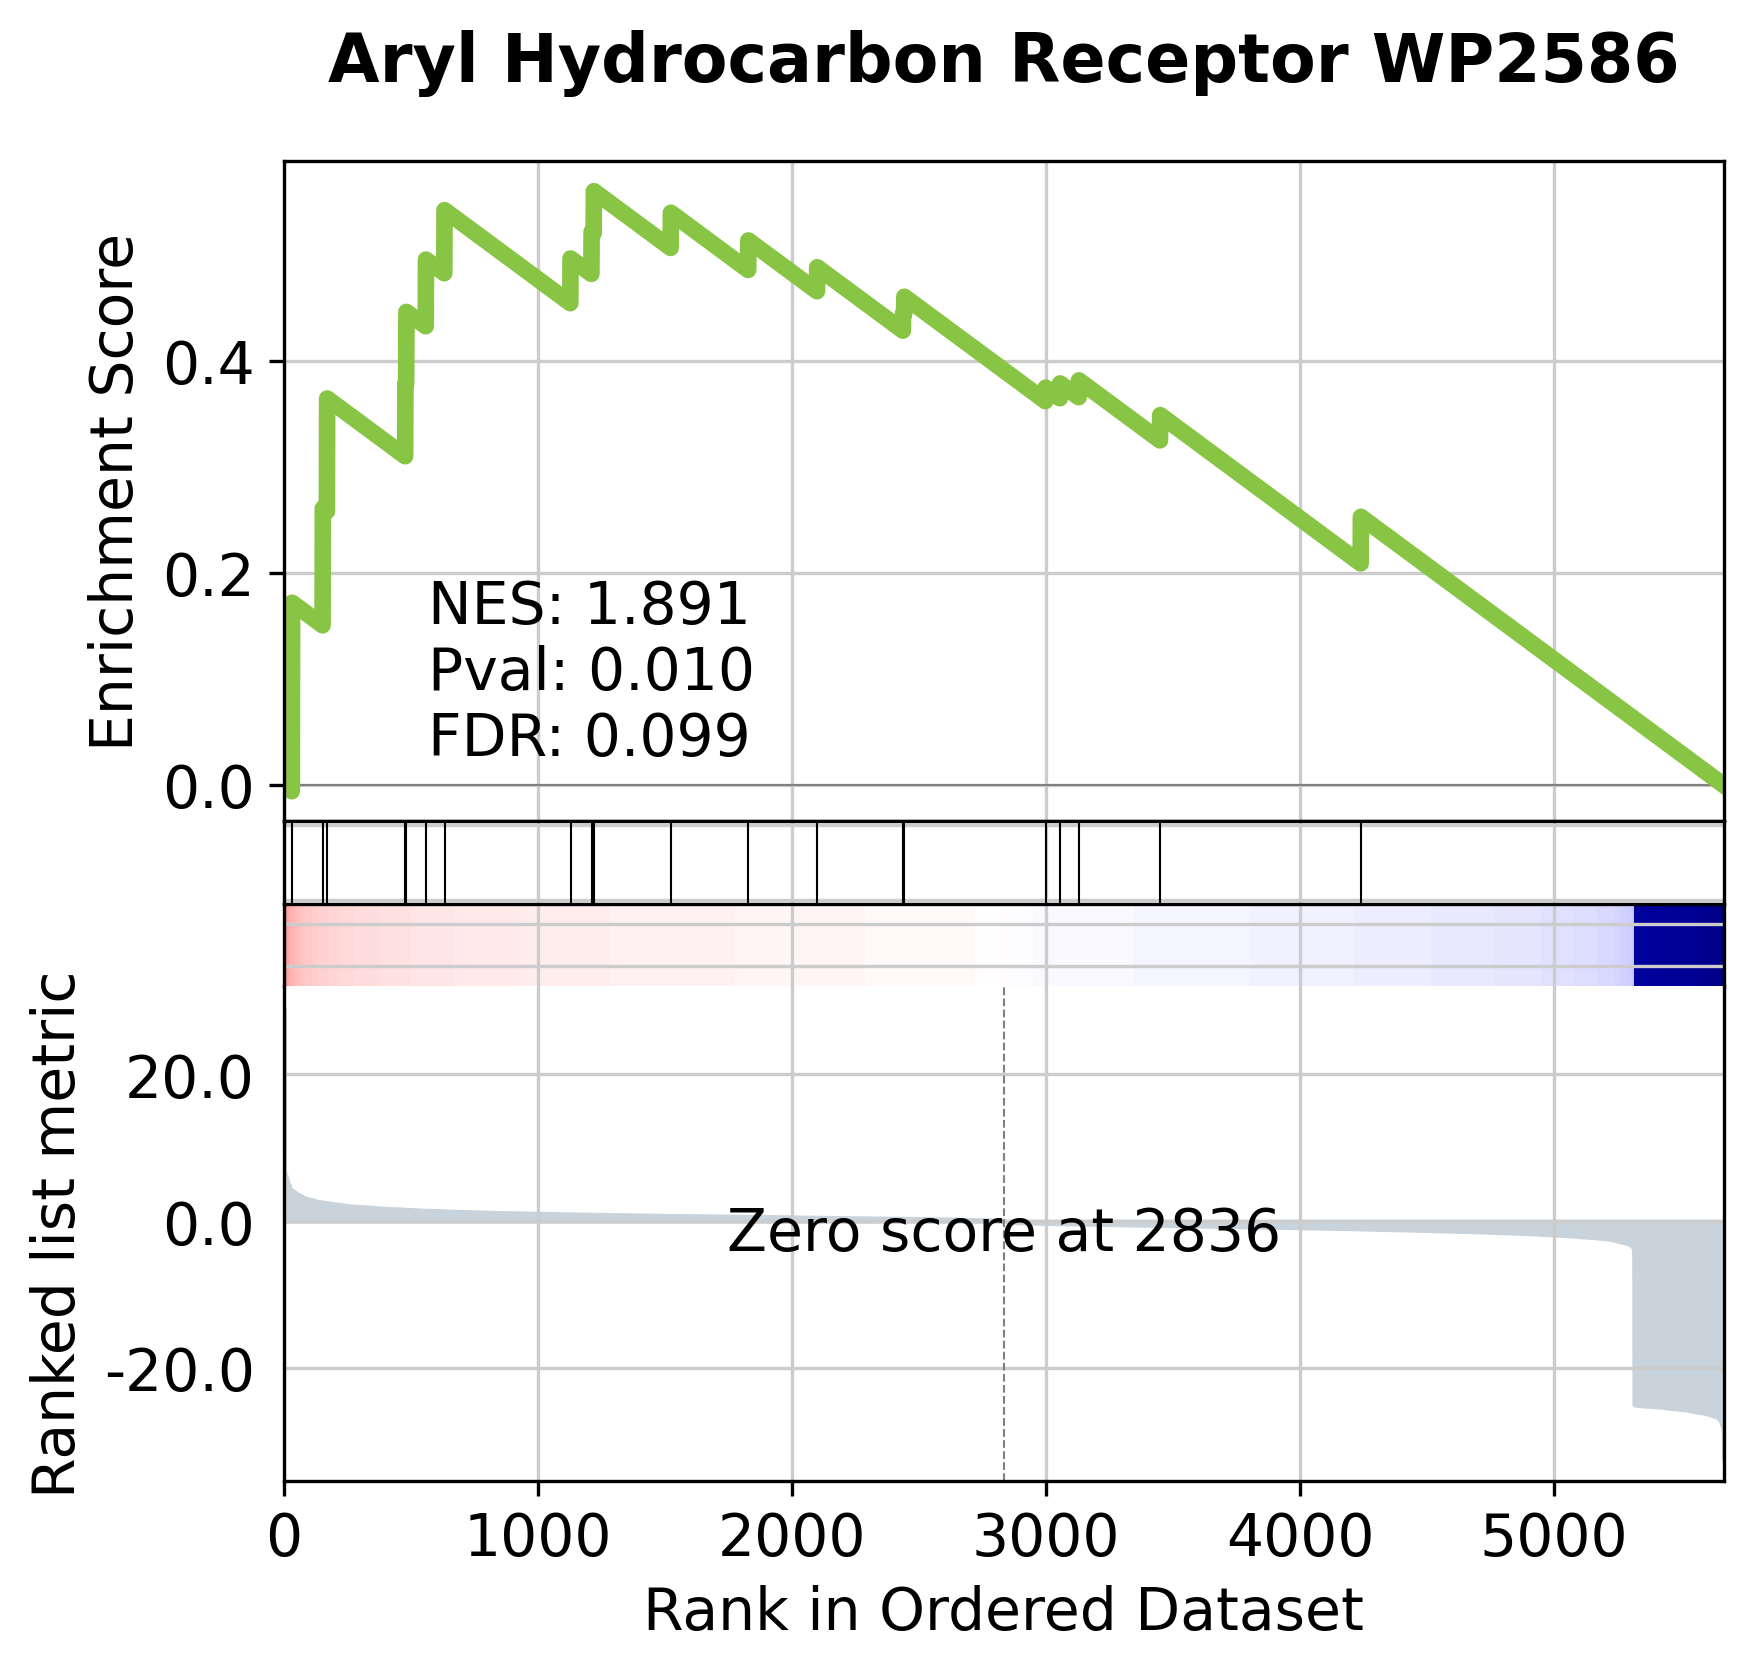 Aryl Hydrocarbon Receptor WP2586
Enrichment Score
0.4
0.2
0.0
NES: 1.891
Pval: 0.010
FDR: 0.099
Ranked list metric
20.0
0.0
-20.0
Zero score at 2836
0 1000 2000 3000 4000 5000
Rank in Ordered Dataset